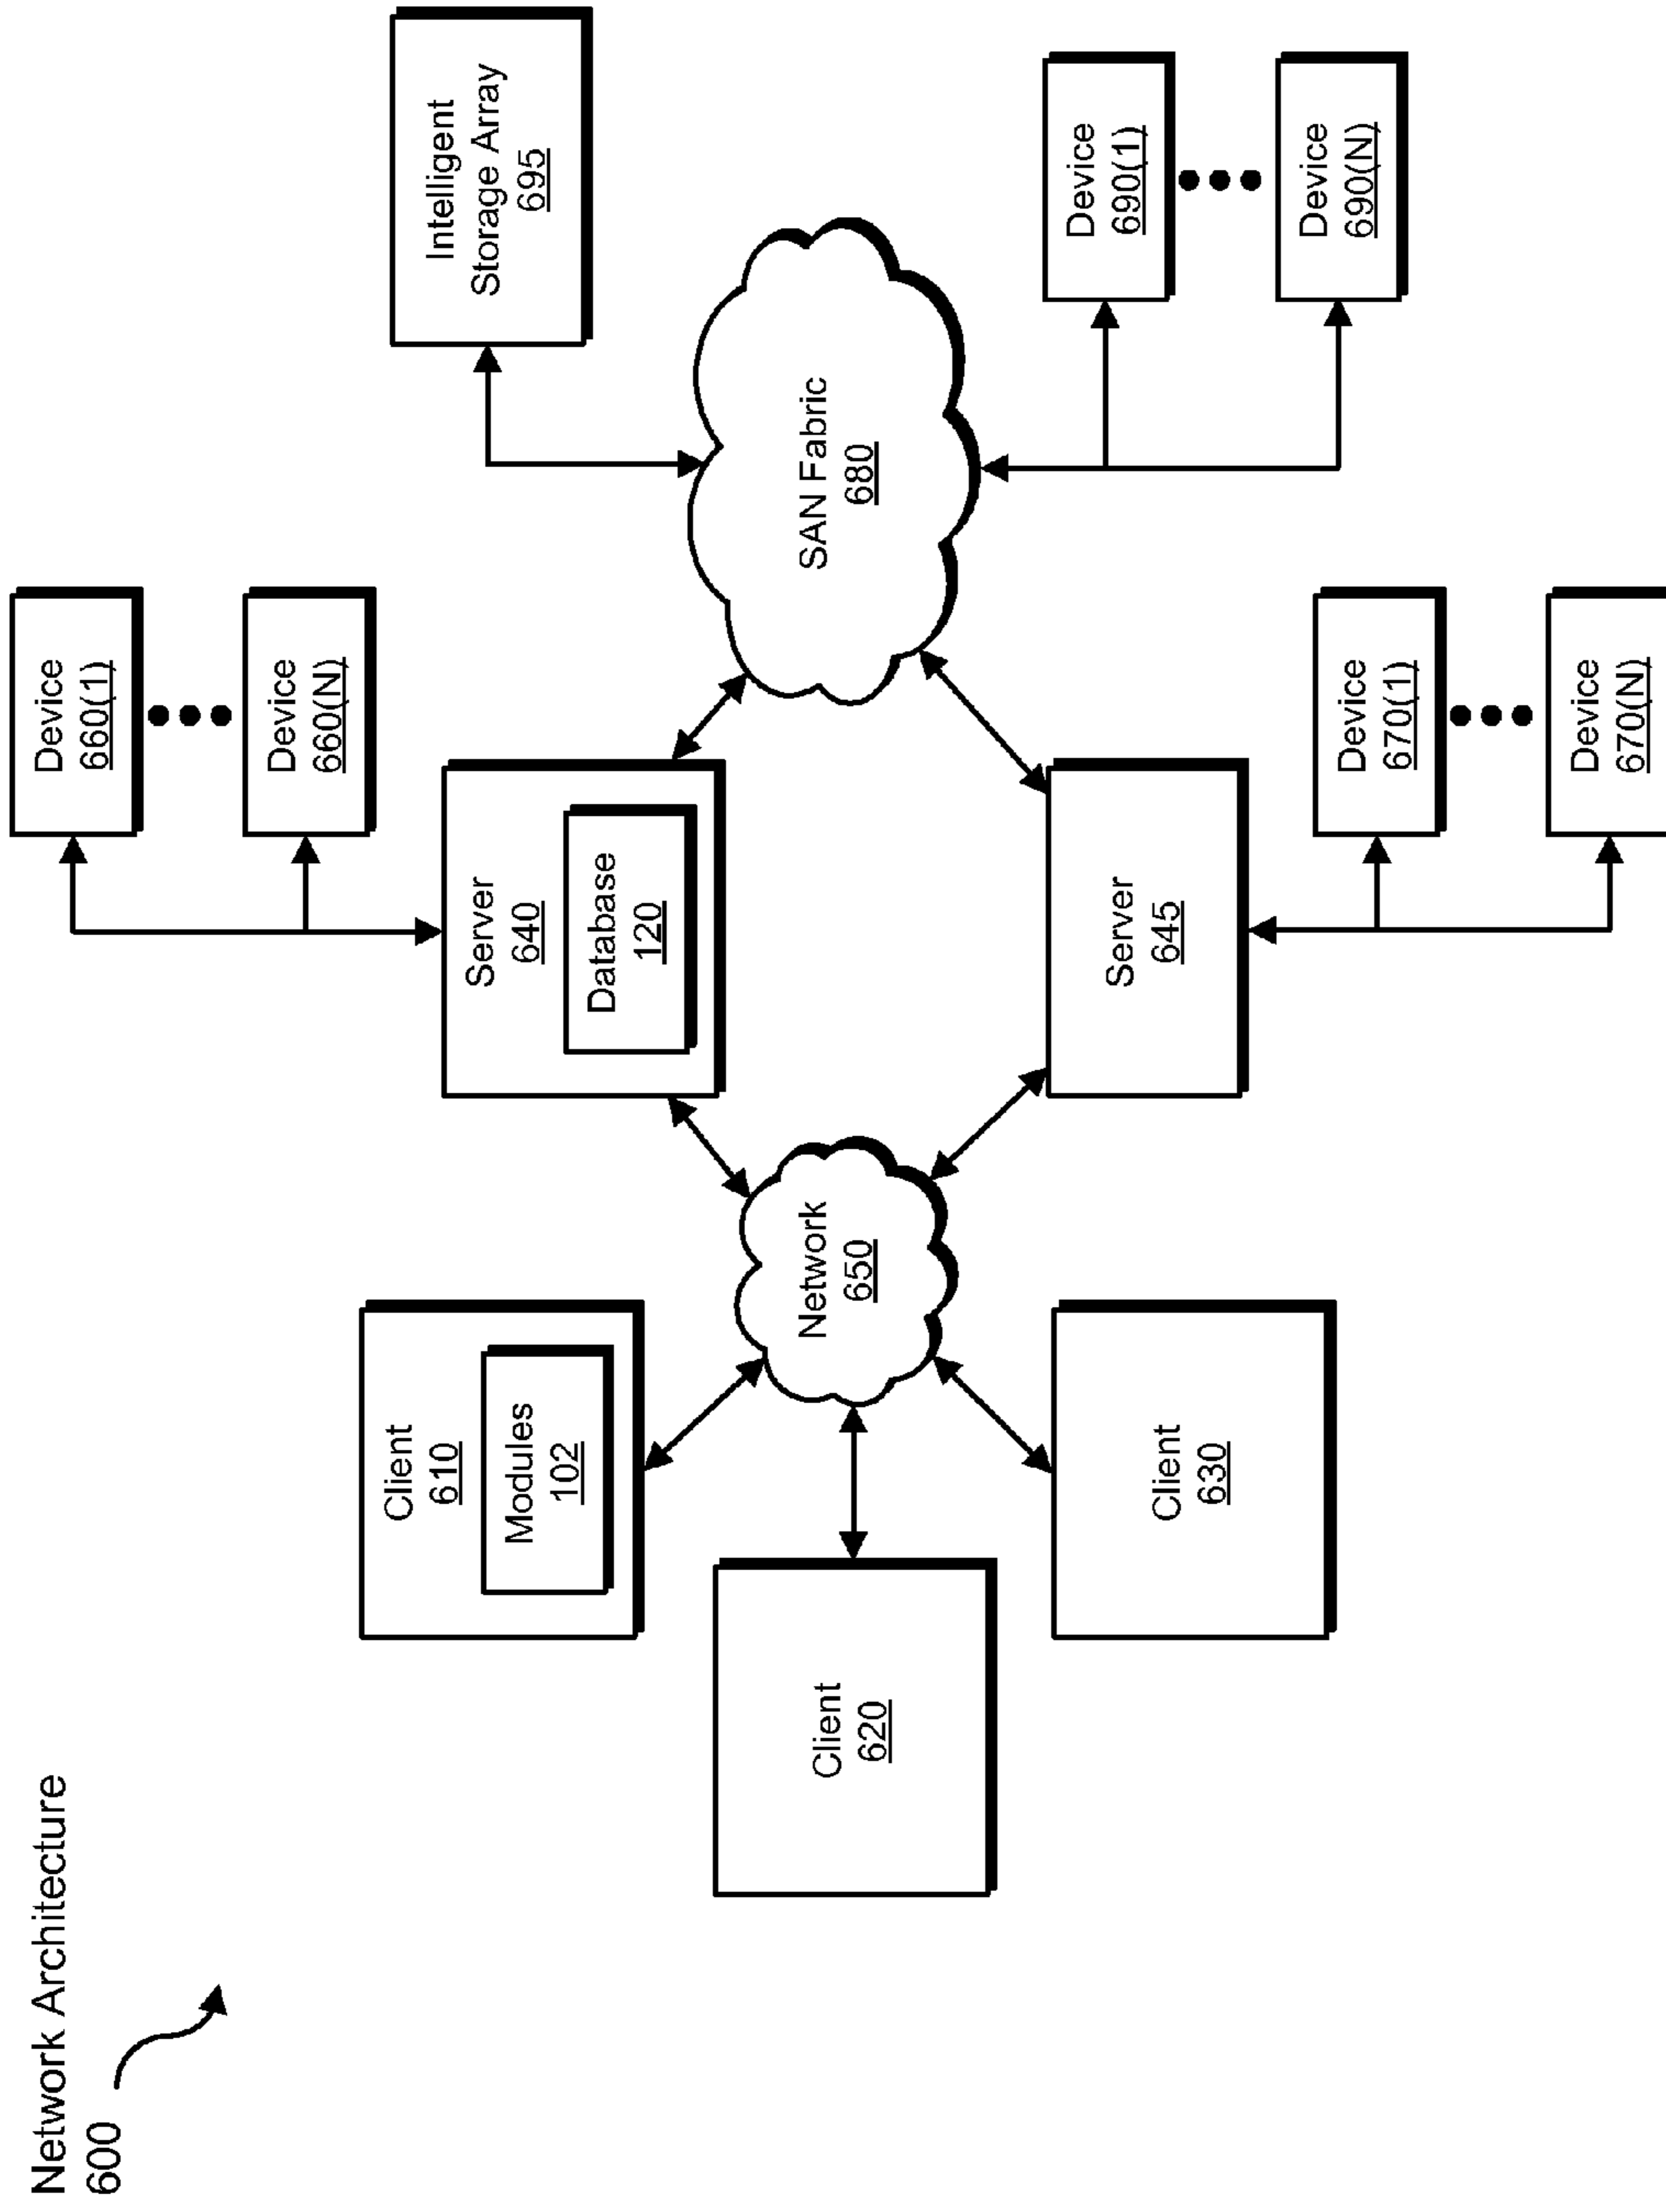 Network Architecture
600
Client
610
Modules
102
Client
620
Client
630
Network
650
Server
640
Database
120
Server
645
Device
660(1)
Device
660(N)
Device
670(1)
Device
670(N)
SAN Fabric
680
Intelligent
Storage Array
695
Device
690(1)
Device
690(N)